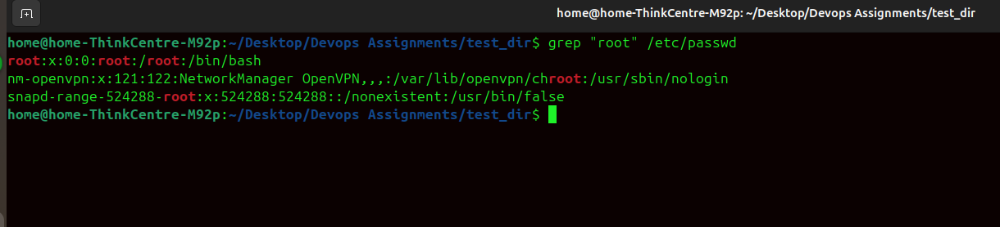 home@home-ThinkCentre-M92p: ~/Desktop/Devops Assignments/test_dir
home@home-ThinkCentre-M92p:~/Desktop/Devops Assignments/test_dir$ grep "root" /etc/passwd
root:x:0:0:root:/root:/bin/bash
nm-openvpn:x:121:122:NetworkManager OpenVPN,,,:/var/lib/openvpn/chroot:/usr/sbin/nologin
snapd-range-524288-root:x:524288:524288::/nonexistent:/usr/bin/false
home@home-ThinkCentre-M92p:~/Desktop/Devops Assignments/test_dir$